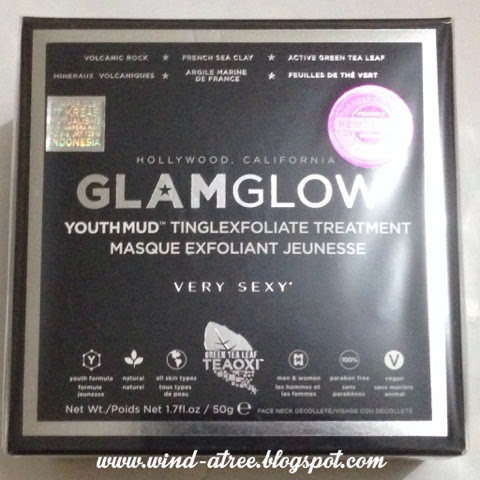 VOLCANIC ROCK ★ FRENCH SEA CLAY ★ ACTIVE GREEN TEA LEAF
MINERAUX VOLCANIQUES ★ ARGILE MARINE DE FRANCE ★ FEUILLES DE THÉ VERT
INDONESIA
HOLLYWOOD, CALIFORNIA
GLAMGLOW
YOUTHMUD™ TINGLEXFOLIATE TREATMENT
MASQUE EXFOLIANT JEUNESSE
VERY SEXY
GREEN TEA LEAF
TEAOXI
youth formula natural all skin types men & women paraben free vegan
formule jeunesse naturel tous types de peau les hommes et les femmes sans parabènes sans matière animal
100%
Net Wt./Poids Net 1.7fl.oz / 50g e FACE NECK DÉCOLLETÉ/VISAGE COU DÉCOLLETÉ
www.wind-atree.blogspot.com